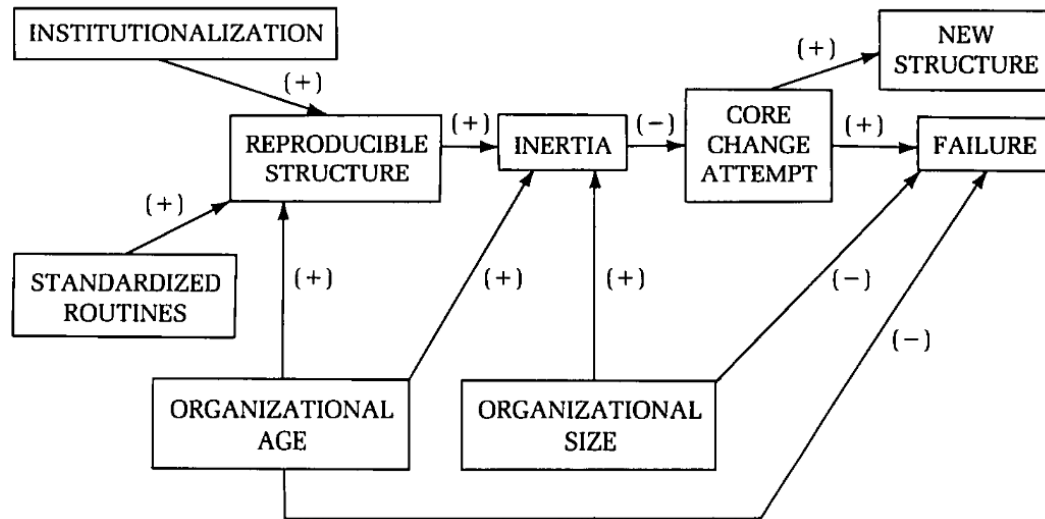 INSTITUTIONALIZATION
(+)
NEW
STRUCTURE
(+)
REPRODUCIBLE
STRUCTURE
(+)
INERTIA
(-)
CORE
CHANGE
ATTEMPT
(+)
FAILURE
(+)
STANDARDIZED
ROUTINES
(+)
(+)
(+)
(-)
(-)
ORGANIZATIONAL
AGE
ORGANIZATIONAL
SIZE